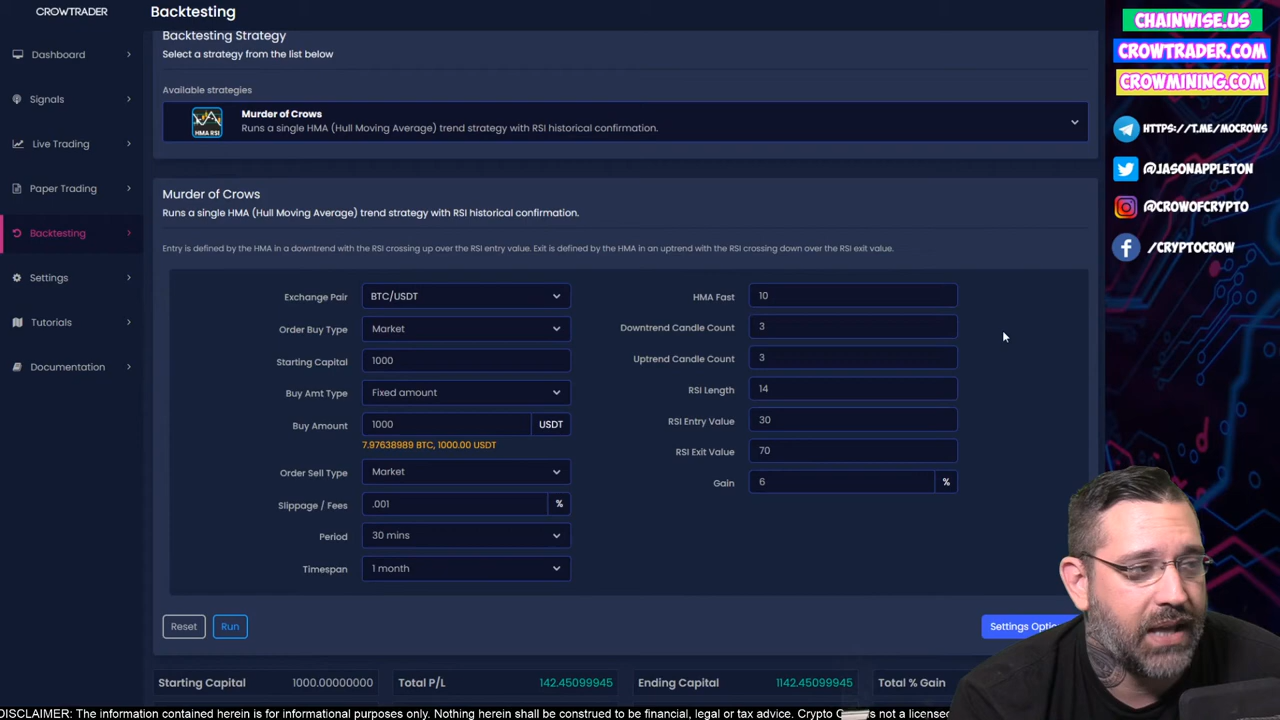 CROWTRADER
Backtesting
CHAINWISE.US
CROWTRADER.COM
CROWMINING.COM
HTTPS://T.ME/MOCROWS
@JASONAPPLETON
@CROWOFCRYPTO
/CRYPTOCROW
Dashboard
Signals
Live Trading
Paper Trading
Backtesting
Settings
Tutorials
Documentation
Backtesting Strategy
Select a strategy from the list below
Available strategies
HMA RSI
Murder of Crows
Runs a single HMA (Hull Moving Average) trend strategy with RSI historical confirmation.
Murder of Crows
Runs a single HMA (Hull Moving Average) trend strategy with RSI historical confirmation.
Entry is defined by the HMA in a downtrend with the RSI crossing up over the RSI entry value. Exit is defined by the HMA in an uptrend with the RSI crossing down over the RSI exit value.
Exchange Pair BTC/USDT
Order Buy Type Market
Starting Capital 1000
Buy Amt Type Fixed amount
Buy Amount 1000 USDT
7.97638989 BTC, 1000.00 USDT
Order Sell Type Market
Slippage / Fees .001 %
Period 30 mins
Timespan 1 month
HMA Fast 10
Downtrend Candle Count 3
Uptrend Candle Count 3
RSI Length 14
RSI Entry Value 30
RSI Exit Value 70
Gain 6 %
Reset Run Settings
Starting Capital 1000.00000000 Total P/L 142.45099945 Ending Capital 1142.45099945 Total % Gain
DISCLAIMER: The information contained herein is for informational purposes only. Nothing herein shall be construed to be financial, legal or tax advice. Crypto is not a licensed